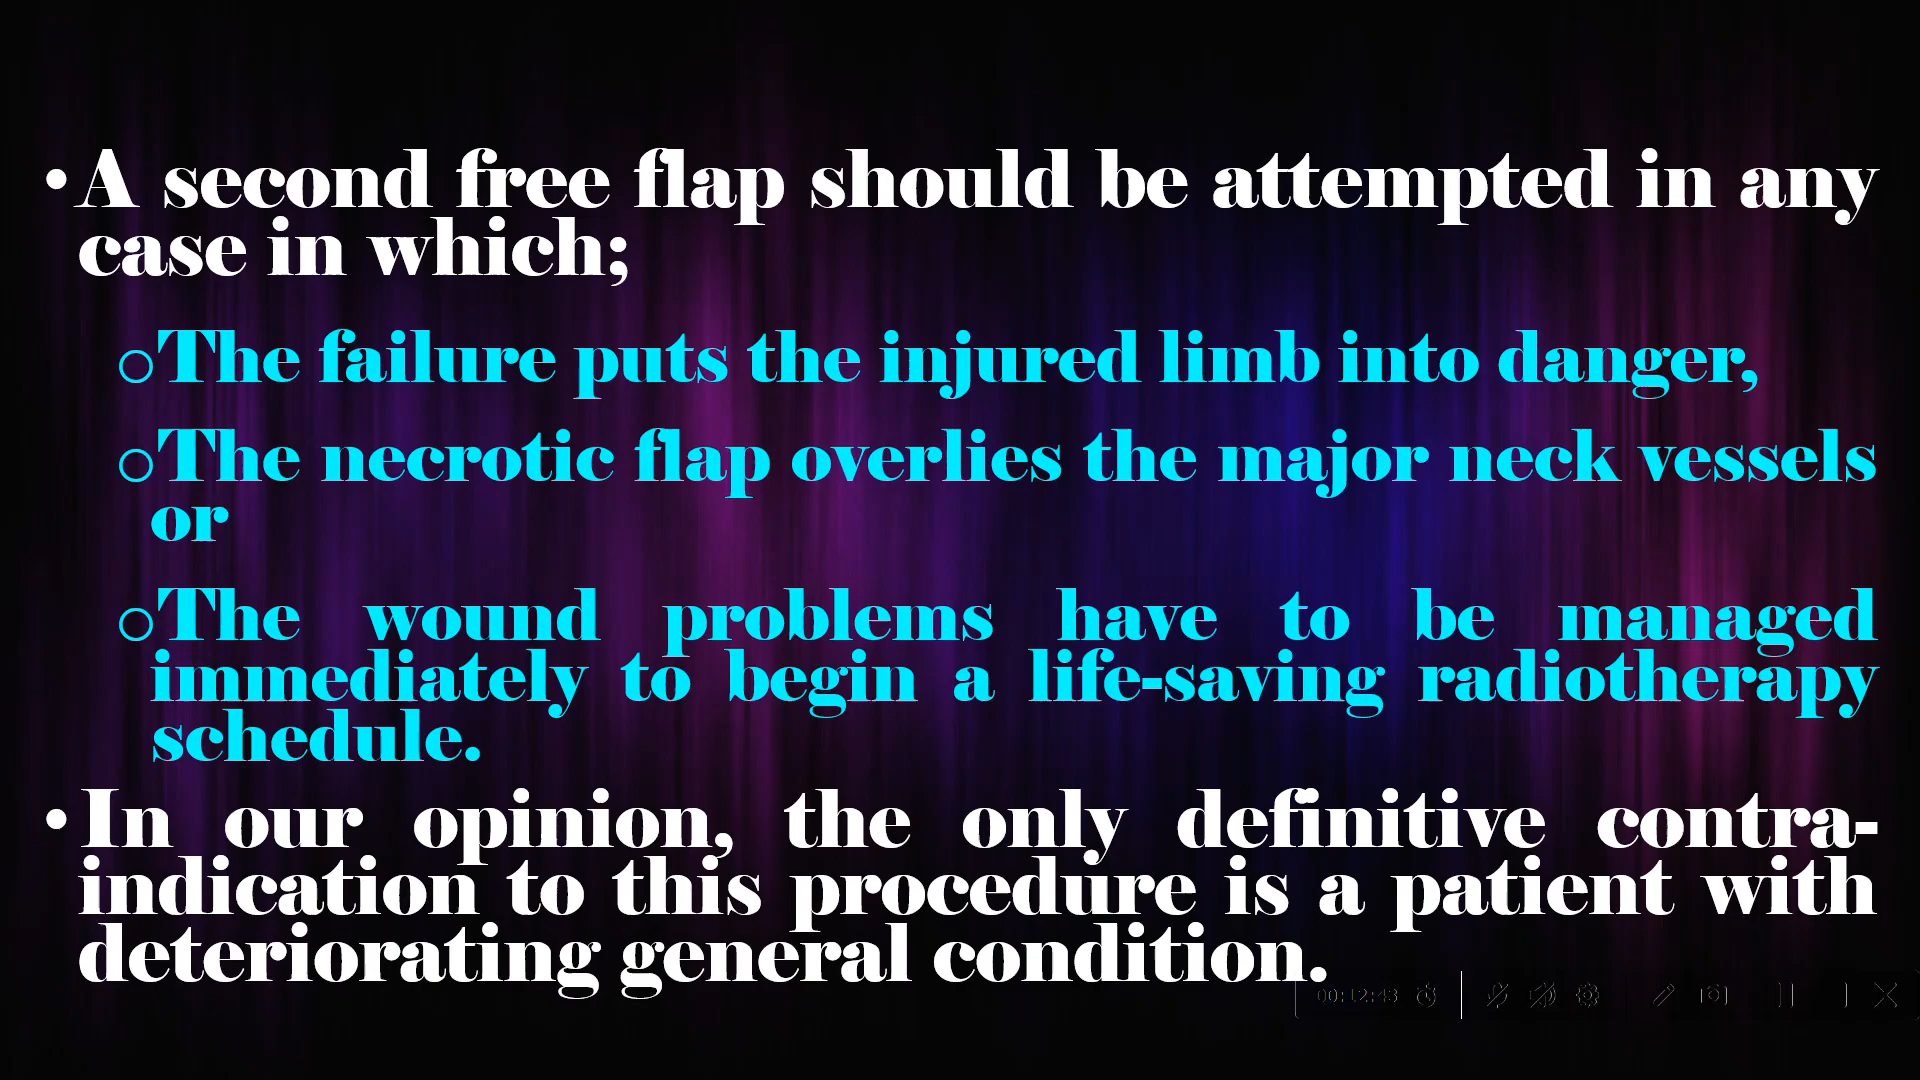 • A second free flap should be attempted in any
case in which;
oThe failure puts the injured limb into danger,
oThe necrotic flap overlies the major neck vessels
or
oThe wound problems have to be managed
immediately to begin a life-saving radiotherapy
schedule.
• In our opinion, the only definitive contra-
indication to this procedure is a patient with
deteriorating general condition.
00:12:43